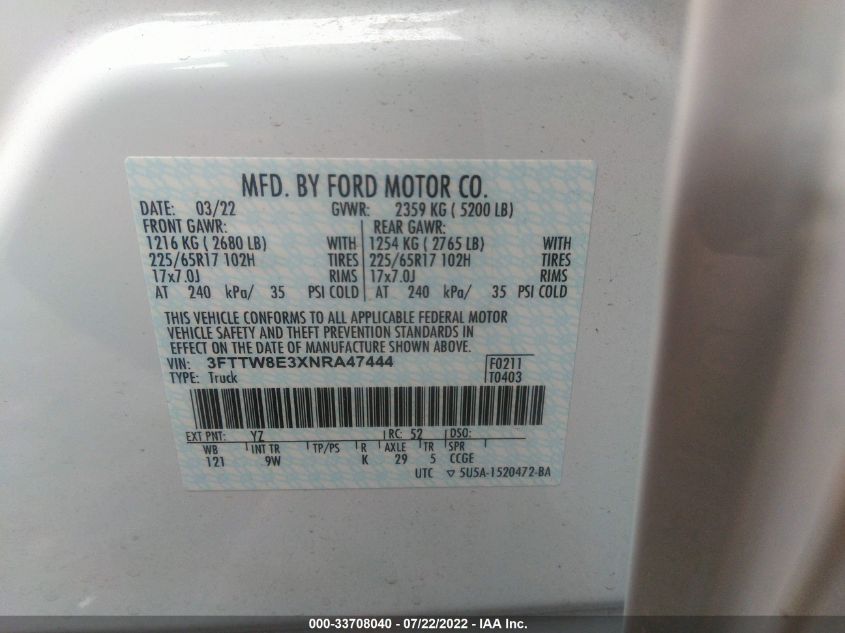 MFD. BY FORD MOTOR CO.
DATE: 03/22 GVWR: 2359 KG ( 5200 LB)
FRONT GAWR: REAR GAWR:
1216 KG ( 2680 LB) WITH 1254 KG ( 2765 LB) WITH
225/65R17 102H TIRES 225/65R17 102H TIRES
17x7.0J RIMS 17x7.0J RIMS
AT 240 kPa/ 35 PSI COLD AT 240 kPa/ 35 PSI COLD
THIS VEHICLE CONFORMS TO ALL APPLICABLE FEDERAL MOTOR
VEHICLE SAFETY AND THEFT PREVENTION STANDARDS IN
EFFECT ON THE DATE OF MANUFACTURE SHOWN ABOVE.
VIN: 3FTTW8E3XNRA47444 F0211
TYPE: Truck T0403
EXT PNT: YZ RC: 52 DSO:
WB INT TR TP/PS R AXLE TR SPR
121 9W K 29 5 CCGE
UTC ▽ 5U5A-1520472-BA
000-33708040 - 07/22/2022 - IAA Inc.